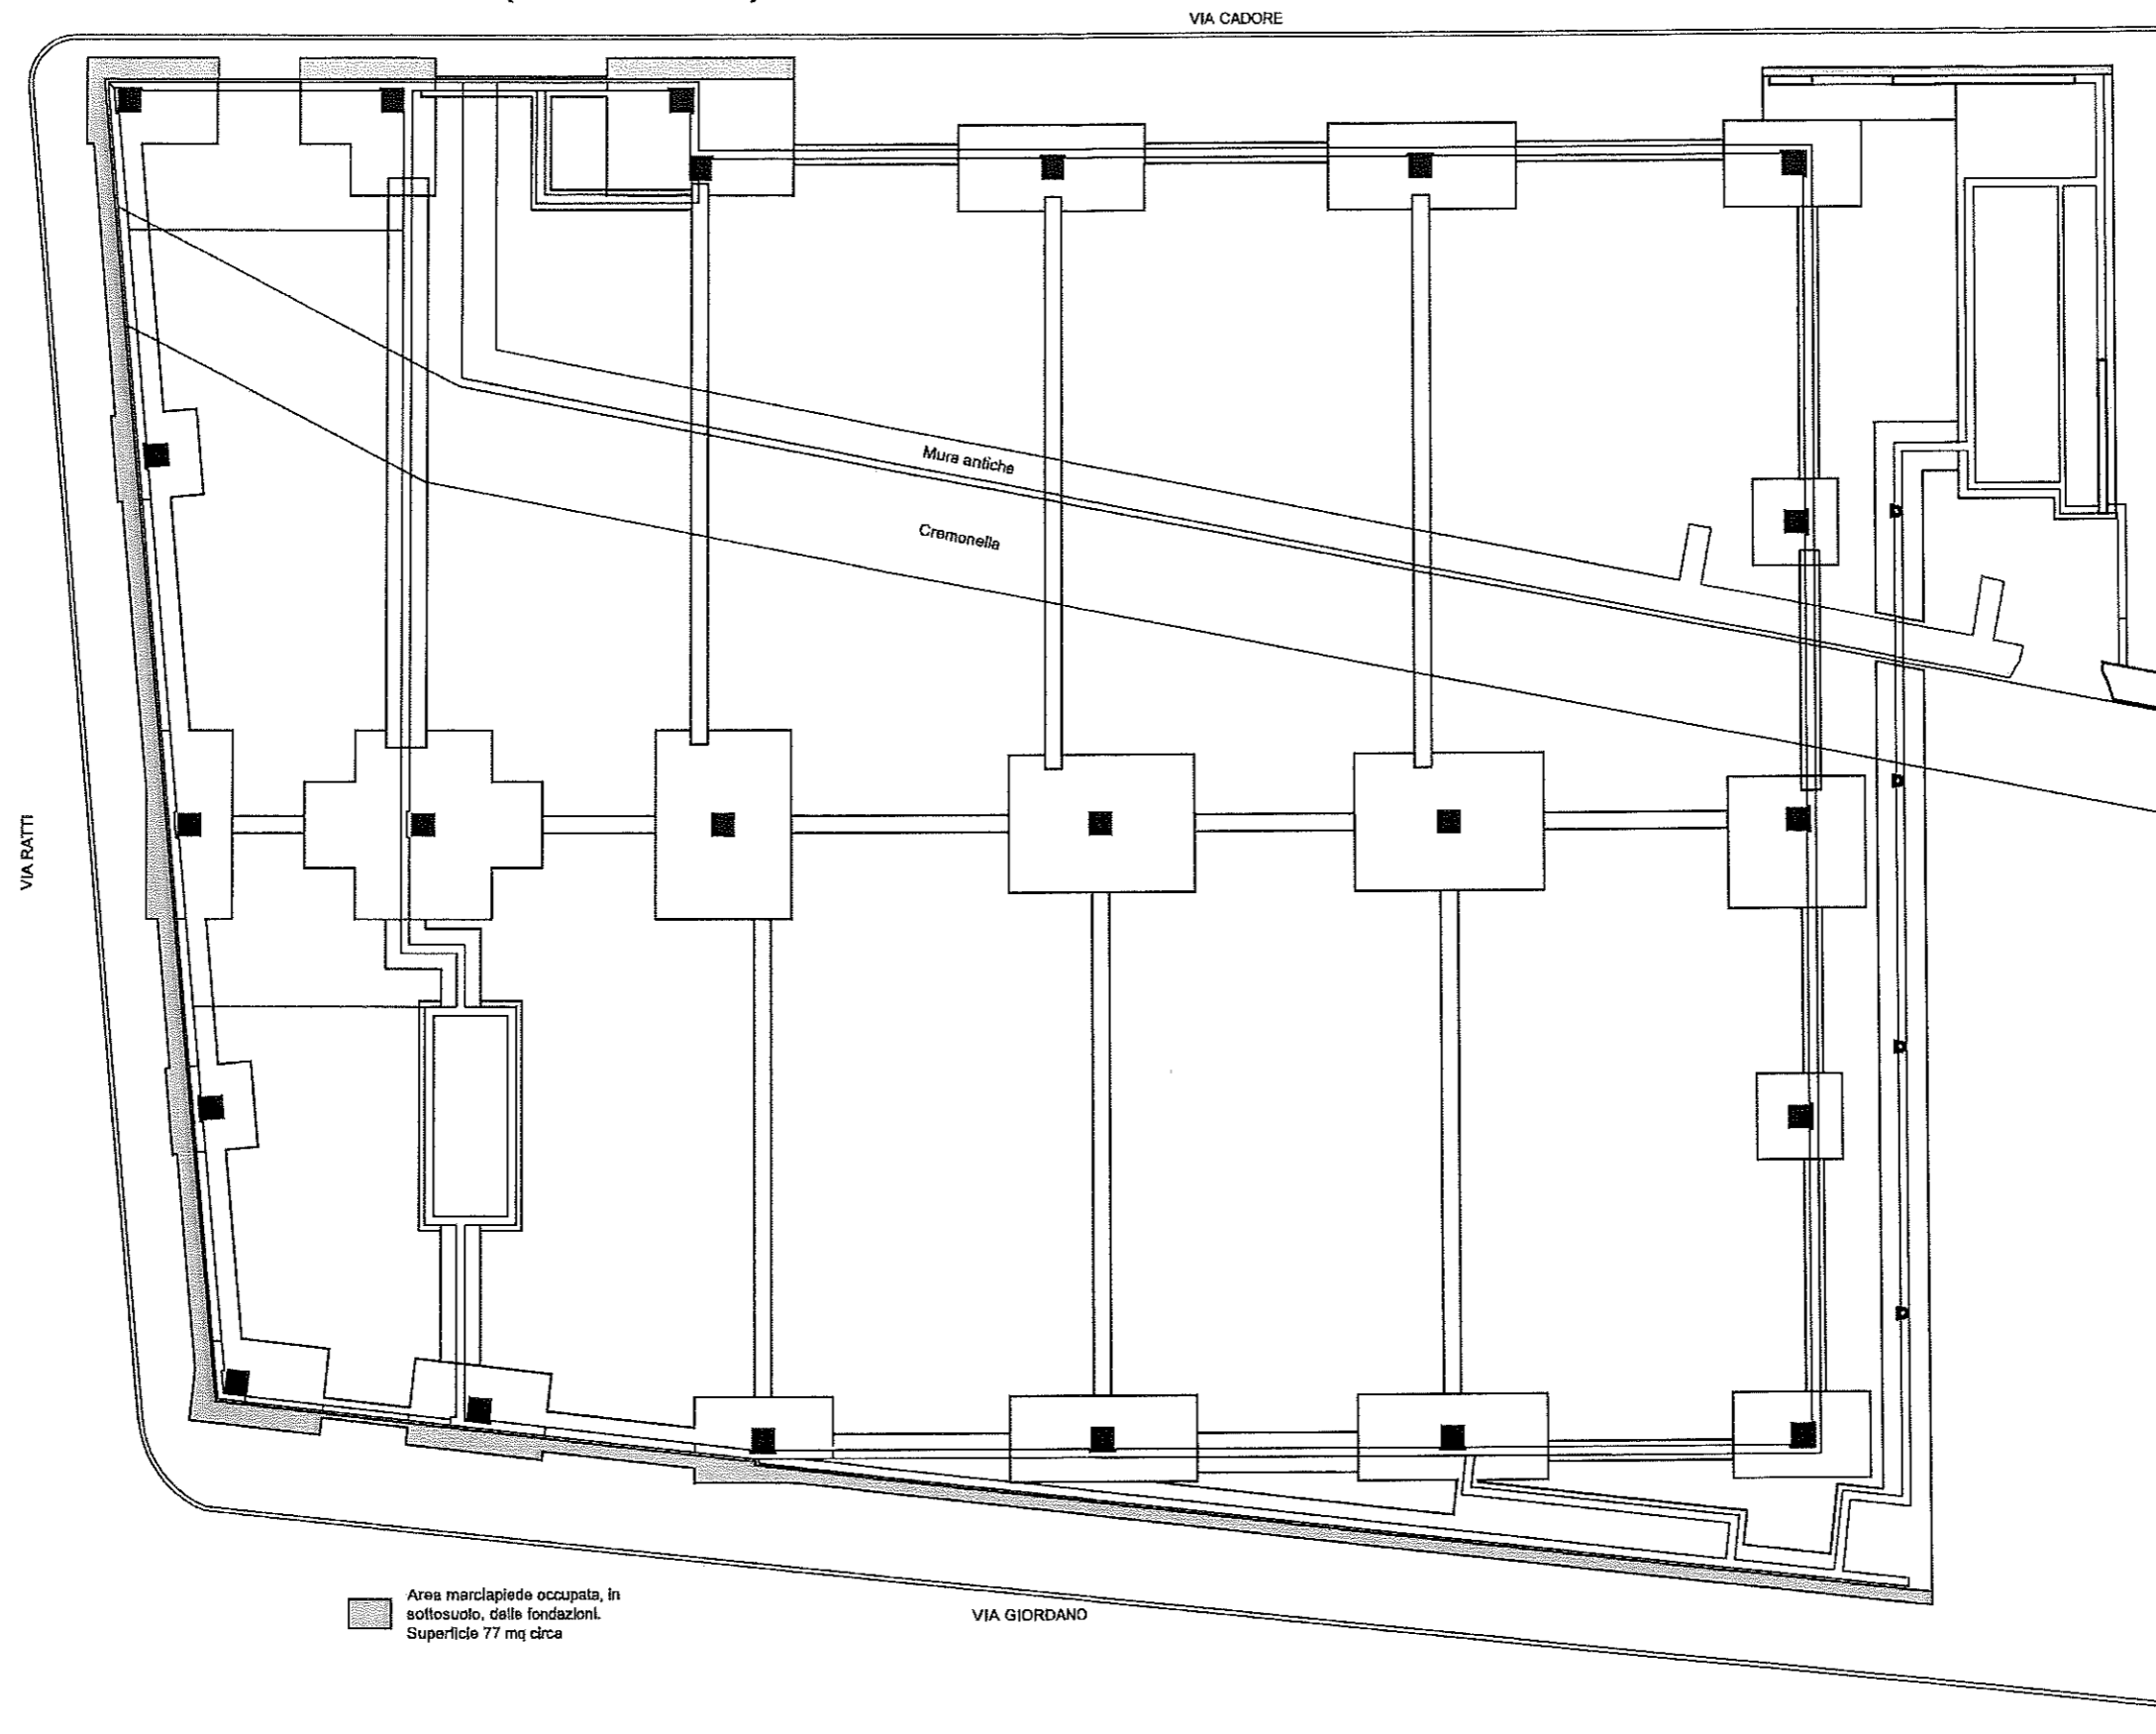 VIA CADORE
Mura antiche
Cremonella
VIA RATTI
Area marciapiede occupata, in
sottosuolo, dalle fondazioni.
Superficie 77 mq circa
VIA GIORDANO